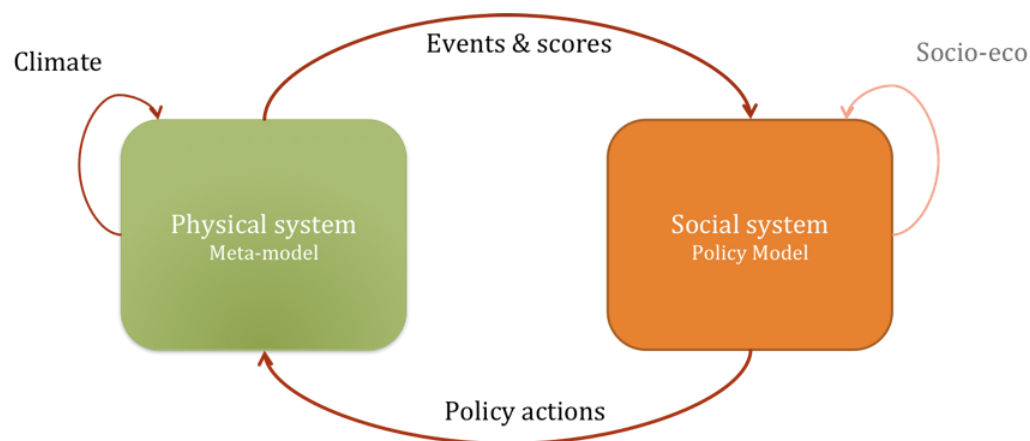 Events & scores
Climate
Socio-eco
Physical system
Meta-model
Social system
Policy Model
Policy actions